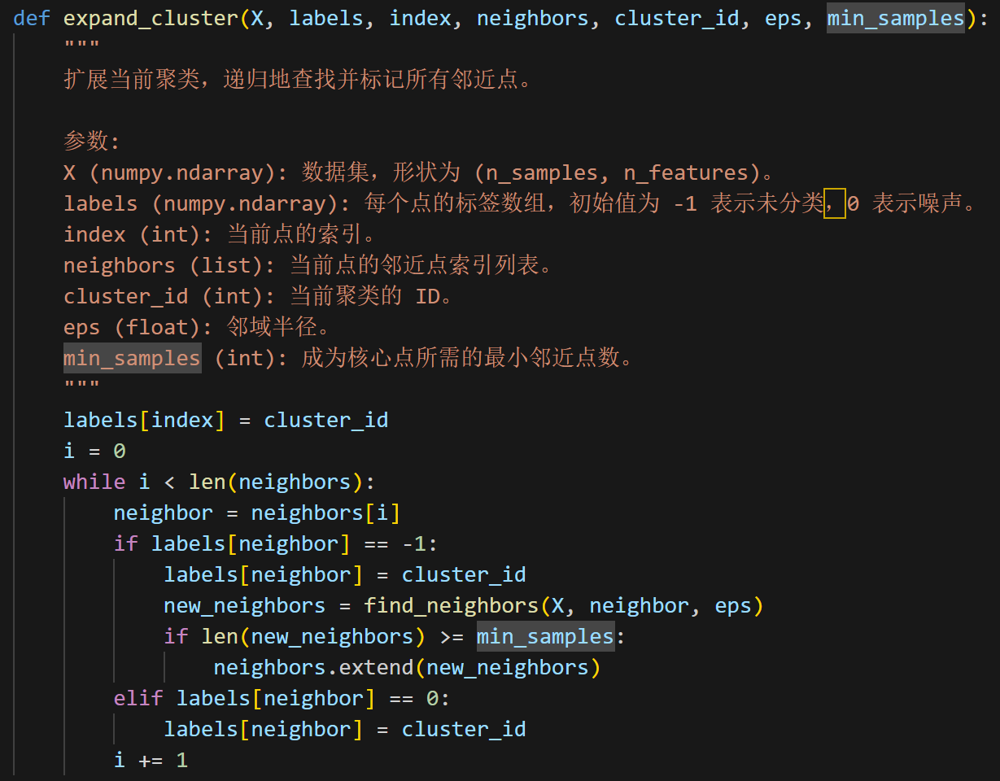 def expand_cluster(X, labels, index, neighbors, cluster_id, eps, min_samples):
"""
扩展当前聚类，递归地查找并标记所有邻近点。
参数:
X (numpy.ndarray): 数据集，形状为 (n_samples, n_features)。
labels (numpy.ndarray): 每个点的标签数组，初始值为 -1 表示未分类，0 表示噪声。
index (int): 当前点的索引。
neighbors (list): 当前点的邻近点索引列表。
cluster_id (int): 当前聚类的 ID。
eps (float): 邻域半径。
min_samples (int): 成为核心点所需的最小邻近点数。
"""
labels[index] = cluster_id
i = 0
while i < len(neighbors):
neighbor = neighbors[i]
if labels[neighbor] == -1:
labels[neighbor] = cluster_id
new_neighbors = find_neighbors(X, neighbor, eps)
if len(new_neighbors) >= min_samples:
neighbors.extend(new_neighbors)
elif labels[neighbor] == 0:
labels[neighbor] = cluster_id
i += 1